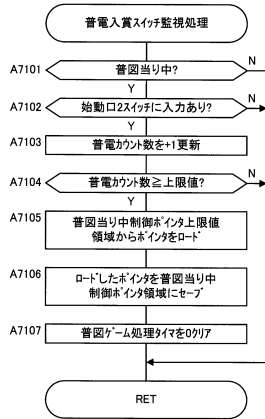 普電入賞スイッチ監視処理
A7101
普図当り中?
N
Y
A7102
始動口2スイッチに入力あり?
N
Y
A7103
普電カウント数を+1更新
A7104
普電カウント数≧上限値?
N
Y
A7105
普図当り中制御ポインタ上限値
領域からポインタをロード
A7106
ロードしたポインタを普図当り中
制御ポインタ領域にセーブ
A7107
普図ゲーム処理タイマを0クリア
RET